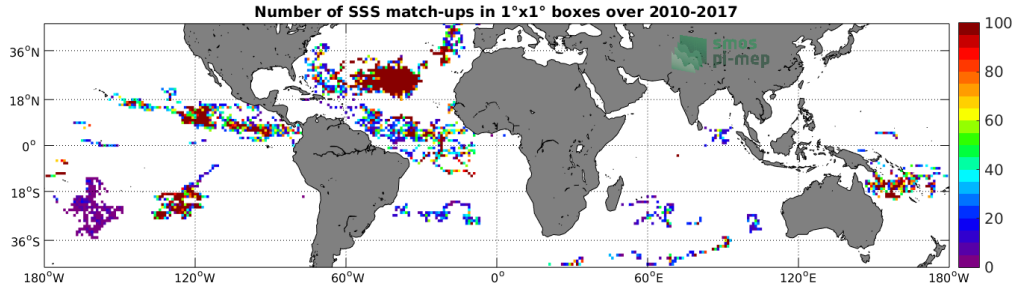 Number of SSS match-ups in 1°x1° boxes over 2010-2017
smos
pi-mep
36°N
18°N
0°
18°S
36°S
180°W
120°W
60°W
0°
60°E
120°E
180°W
100
80
60
40
20
0